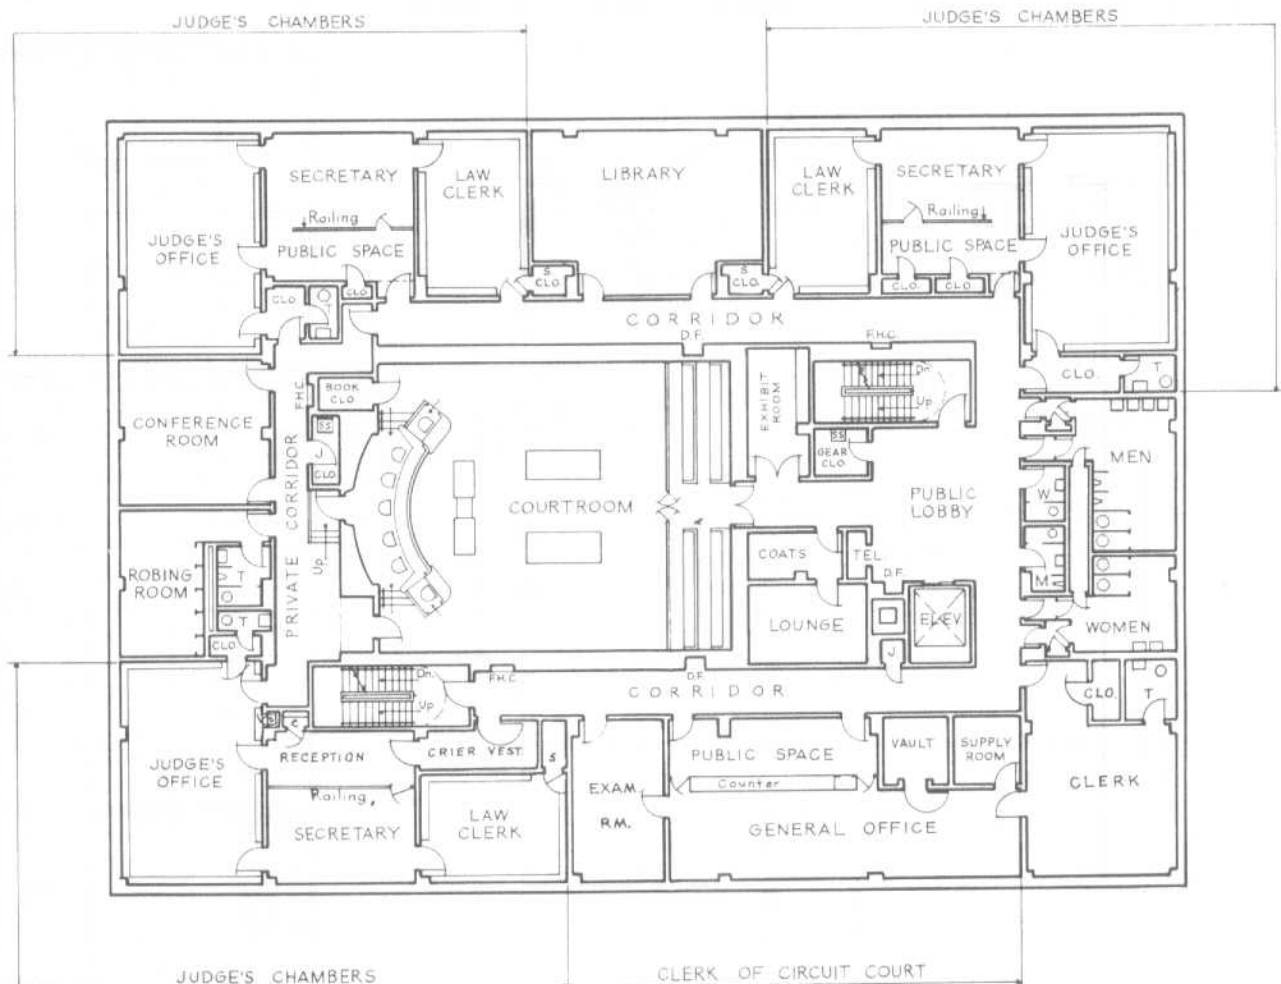 JUDGE'S CHAMBERS
JUDGE'S CHAMBERS
SECRETARY
LAW
CLERK
LIBRARY
LAW
CLERK
SECRETARY
Railing
Railing
JUDGE'S
OFFICE
PUBLIC SPACE
PUBLIC SPACE
JUDGE'S
OFFICE
S
CLO.
S
CLO.
CLO.
T
CLO.
CLO.
CLO.
CORRIDOR
D.F.
F.H.C.
CLO.
T
BOOK
CLO.
F.H.C.
EXHIBIT
ROOM
Dn.
Up
CONFERENCE
ROOM
SS
J
CLO.
SS
GEAR
CLO.
MEN
PRIVATE CORRIDOR
COURTROOM
PUBLIC
LOBBY
W
Up
COATS
TEL
D.F.
M
ROBING
ROOM
T
T
CLO.
LOUNGE
ELEV
J
WOMEN
Dn.
Up
F.H.C.
D.F.
CORRIDOR
CLO.
T
S
C
JUDGE'S
OFFICE
RECEPTION
CRIER VEST.
S
PUBLIC SPACE
VAULT
SUPPLY
ROOM
CLERK
Railing
Counter
EXAM
RM.
SECRETARY
LAW
CLERK
GENERAL OFFICE
JUDGE'S CHAMBERS
CLERK OF CIRCUIT COURT